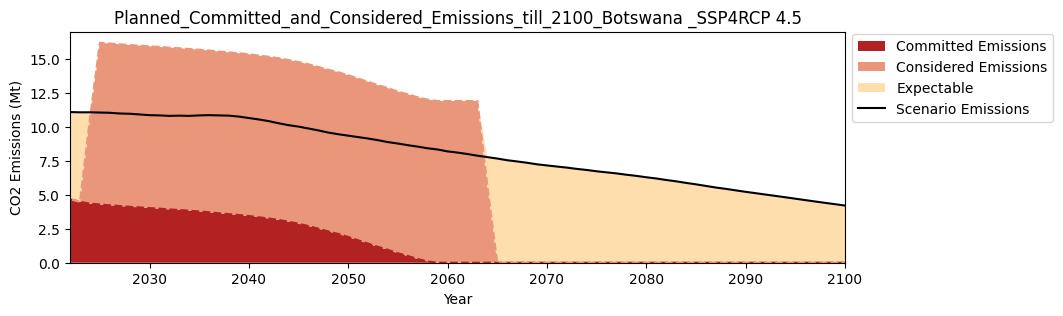 Planned_Committed_and_Considered_Emissions_till_2100_Botswana _SSP4RCP 4.5
15.0
12.5
10.0
7.5
5.0
2.5
0.0
CO2 Emissions (Mt)
2030
2040
2050
2060
2070
2080
2090
2100
Year
Committed Emissions
Considered Emissions
Expectable
Scenario Emissions